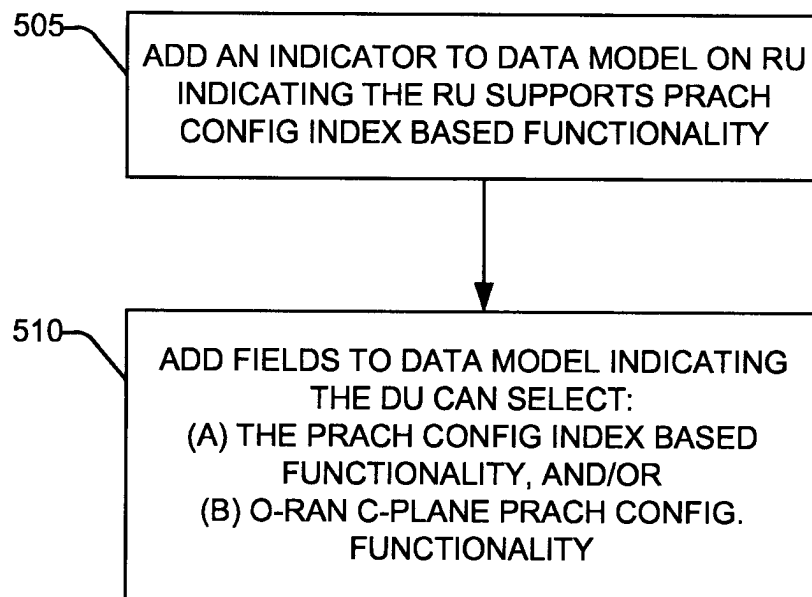 505
ADD AN INDICATOR TO DATA MODEL ON RU
INDICATING THE RU SUPPORTS PRACH
CONFIG INDEX BASED FUNCTIONALITY
510
ADD FIELDS TO DATA MODEL INDICATING
THE DU CAN SELECT:
(A) THE PRACH CONFIG INDEX BASED
FUNCTIONALITY, AND/OR
(B) O-RAN C-PLANE PRACH CONFIG.
FUNCTIONALITY